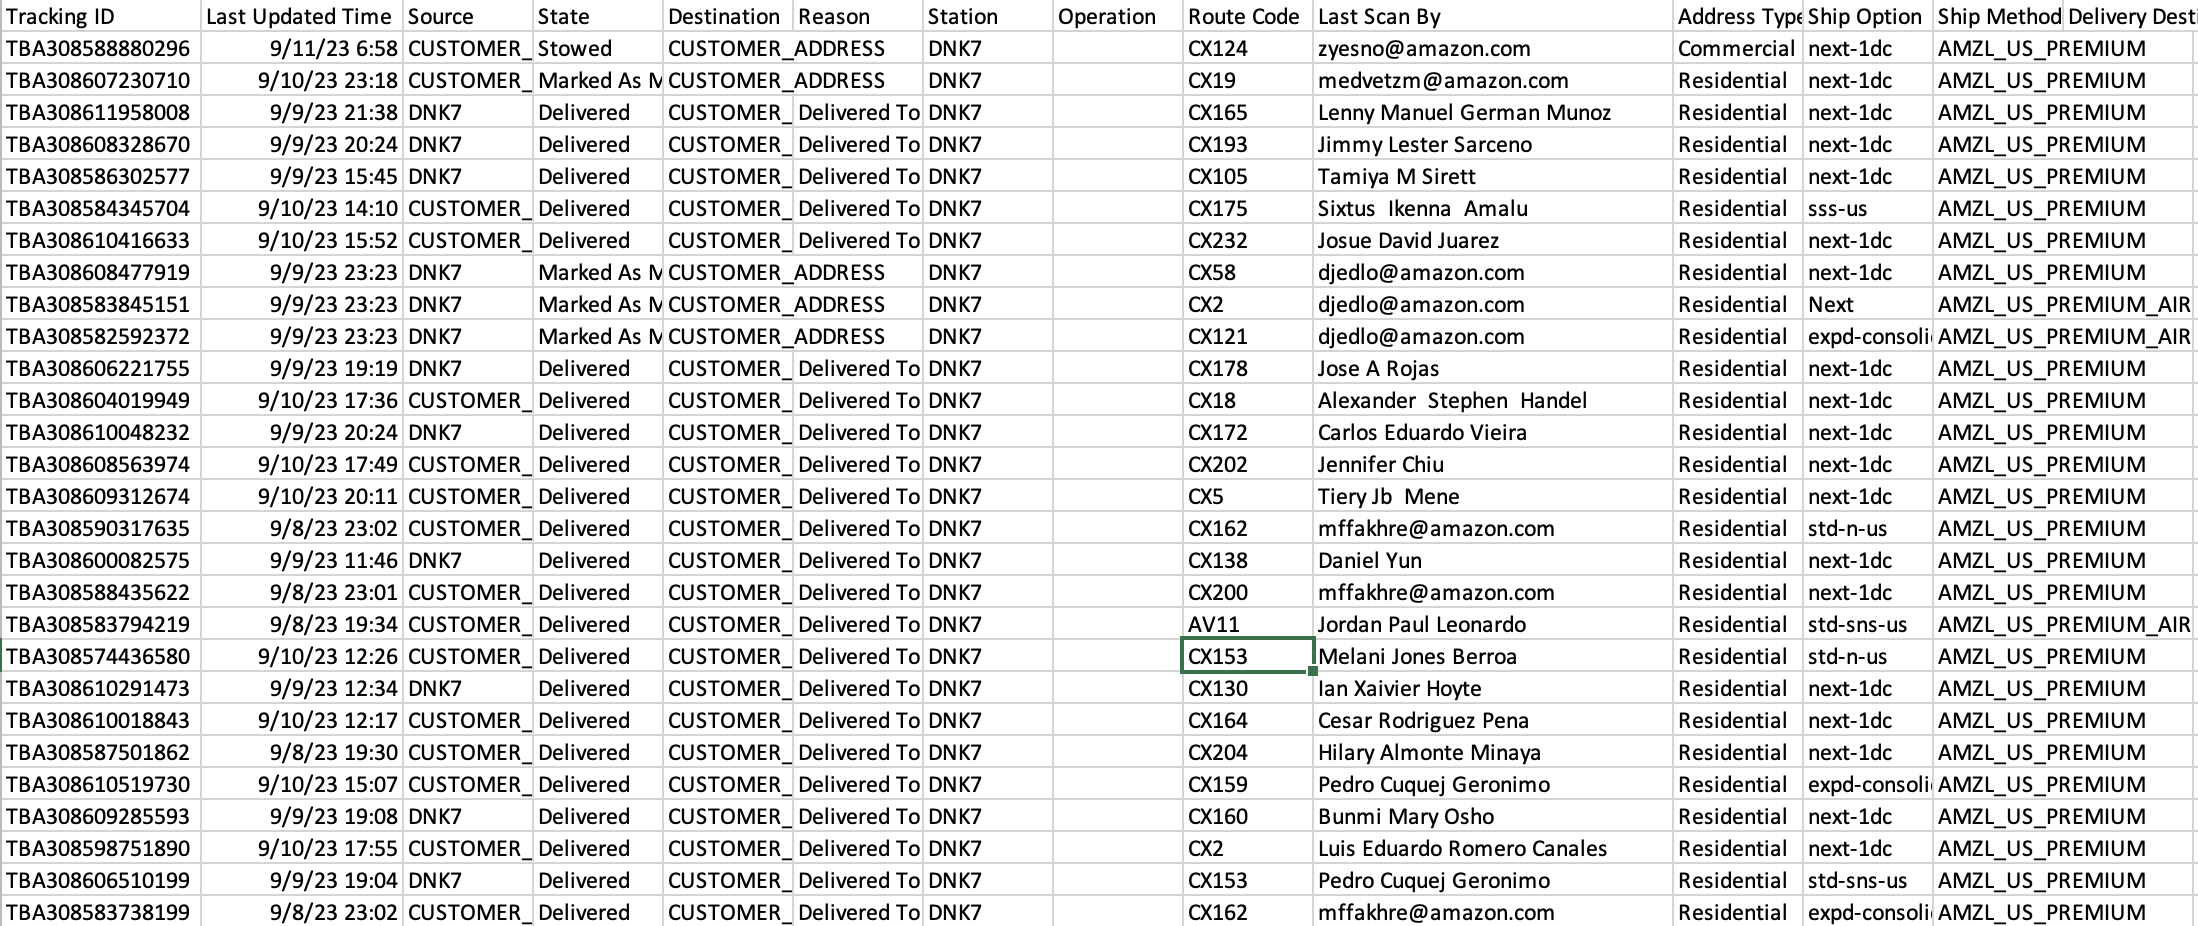 Tracking ID Last Updated Time Source State Destination Reason Station Operation Route Code Last Scan By Address Type Ship Option Ship Method Delivery Desti
TBA308588880296 9/11/23 6:58 CUSTOMER_ Stowed CUSTOMER_ADDRESS DNK7 CX124 zyesno@amazon.com Commercial next-1dc AMZL_US_PREMIUM
TBA308607230710 9/10/23 23:18 CUSTOMER_ Marked As M CUSTOMER_ADDRESS DNK7 CX19 medvetzm@amazon.com Residential next-1dc AMZL_US_PREMIUM
TBA308611958008 9/9/23 21:38 DNK7 Delivered CUSTOMER_ Delivered To DNK7 CX165 Lenny Manuel German Munoz Residential next-1dc AMZL_US_PREMIUM
TBA308608328670 9/9/23 20:24 DNK7 Delivered CUSTOMER_ Delivered To DNK7 CX193 Jimmy Lester Sarceno Residential next-1dc AMZL_US_PREMIUM
TBA308586302577 9/9/23 15:45 DNK7 Delivered CUSTOMER_ Delivered To DNK7 CX105 Tamiya M Sirett Residential next-1dc AMZL_US_PREMIUM
TBA308584345704 9/10/23 14:10 CUSTOMER_ Delivered CUSTOMER_ Delivered To DNK7 CX175 Sixtus Ikenna Amalu Residential sss-us AMZL_US_PREMIUM
TBA308610416633 9/10/23 15:52 CUSTOMER_ Delivered CUSTOMER_ Delivered To DNK7 CX232 Josue David Juarez Residential next-1dc AMZL_US_PREMIUM
TBA308608477919 9/9/23 23:23 DNK7 Marked As M CUSTOMER_ADDRESS DNK7 CX58 djedlo@amazon.com Residential next-1dc AMZL_US_PREMIUM
TBA308583845151 9/9/23 23:23 DNK7 Marked As M CUSTOMER_ADDRESS DNK7 CX2 djedlo@amazon.com Residential Next AMZL_US_PREMIUM_AIR
TBA308582592372 9/9/23 23:23 DNK7 Marked As M CUSTOMER_ADDRESS DNK7 CX121 djedlo@amazon.com Residential expd-consoli AMZL_US_PREMIUM_AIR
TBA308606221755 9/9/23 19:19 DNK7 Delivered CUSTOMER_ Delivered To DNK7 CX178 Jose A Rojas Residential next-1dc AMZL_US_PREMIUM
TBA308604019949 9/10/23 17:36 CUSTOMER_ Delivered CUSTOMER_ Delivered To DNK7 CX18 Alexander Stephen Handel Residential next-1dc AMZL_US_PREMIUM
TBA308610048232 9/9/23 20:24 DNK7 Delivered CUSTOMER_ Delivered To DNK7 CX172 Carlos Eduardo Vieira Residential next-1dc AMZL_US_PREMIUM
TBA308608563974 9/10/23 17:49 CUSTOMER_ Delivered CUSTOMER_ Delivered To DNK7 CX202 Jennifer Chiu Residential next-1dc AMZL_US_PREMIUM
TBA308609312674 9/10/23 20:11 CUSTOMER_ Delivered CUSTOMER_ Delivered To DNK7 CX5 Tiery Jb Mene Residential next-1dc AMZL_US_PREMIUM
TBA308590317635 9/8/23 23:02 CUSTOMER_ Delivered CUSTOMER_ Delivered To DNK7 CX162 mffakhre@amazon.com Residential std-n-us AMZL_US_PREMIUM
TBA308600082575 9/9/23 11:46 DNK7 Delivered CUSTOMER_ Delivered To DNK7 CX138 Daniel Yun Residential next-1dc AMZL_US_PREMIUM
TBA308588435622 9/8/23 23:01 CUSTOMER_ Delivered CUSTOMER_ Delivered To DNK7 CX200 mffakhre@amazon.com Residential next-1dc AMZL_US_PREMIUM
TBA308583794219 9/8/23 19:34 CUSTOMER_ Delivered CUSTOMER_ Delivered To DNK7 AV11 Jordan Paul Leonardo Residential std-sns-us AMZL_US_PREMIUM_AIR
TBA308574436580 9/10/23 12:26 CUSTOMER_ Delivered CUSTOMER_ Delivered To DNK7 CX153 Melani Jones Berroa Residential std-n-us AMZL_US_PREMIUM
TBA308610291473 9/9/23 12:34 DNK7 Delivered CUSTOMER_ Delivered To DNK7 CX130 Ian Xaivier Hoyte Residential next-1dc AMZL_US_PREMIUM
TBA308610018843 9/10/23 12:17 CUSTOMER_ Delivered CUSTOMER_ Delivered To DNK7 CX164 Cesar Rodriguez Pena Residential next-1dc AMZL_US_PREMIUM
TBA308587501862 9/8/23 19:30 CUSTOMER_ Delivered CUSTOMER_ Delivered To DNK7 CX204 Hilary Almonte Minaya Residential next-1dc AMZL_US_PREMIUM
TBA308610519730 9/10/23 15:07 CUSTOMER_ Delivered CUSTOMER_ Delivered To DNK7 CX159 Pedro Cuquej Geronimo Residential expd-consoli AMZL_US_PREMIUM
TBA308609285593 9/9/23 19:08 DNK7 Delivered CUSTOMER_ Delivered To DNK7 CX160 Bunmi Mary Osho Residential next-1dc AMZL_US_PREMIUM
TBA308598751890 9/10/23 17:55 CUSTOMER_ Delivered CUSTOMER_ Delivered To DNK7 CX2 Luis Eduardo Romero Canales Residential next-1dc AMZL_US_PREMIUM
TBA308606510199 9/9/23 19:04 DNK7 Delivered CUSTOMER_ Delivered To DNK7 CX153 Pedro Cuquej Geronimo Residential std-sns-us AMZL_US_PREMIUM
TBA308583738199 9/8/23 23:02 CUSTOMER_ Delivered CUSTOMER_ Delivered To DNK7 CX162 mffakhre@amazon.com Residential expd-consoli AMZL_US_PREMIUM